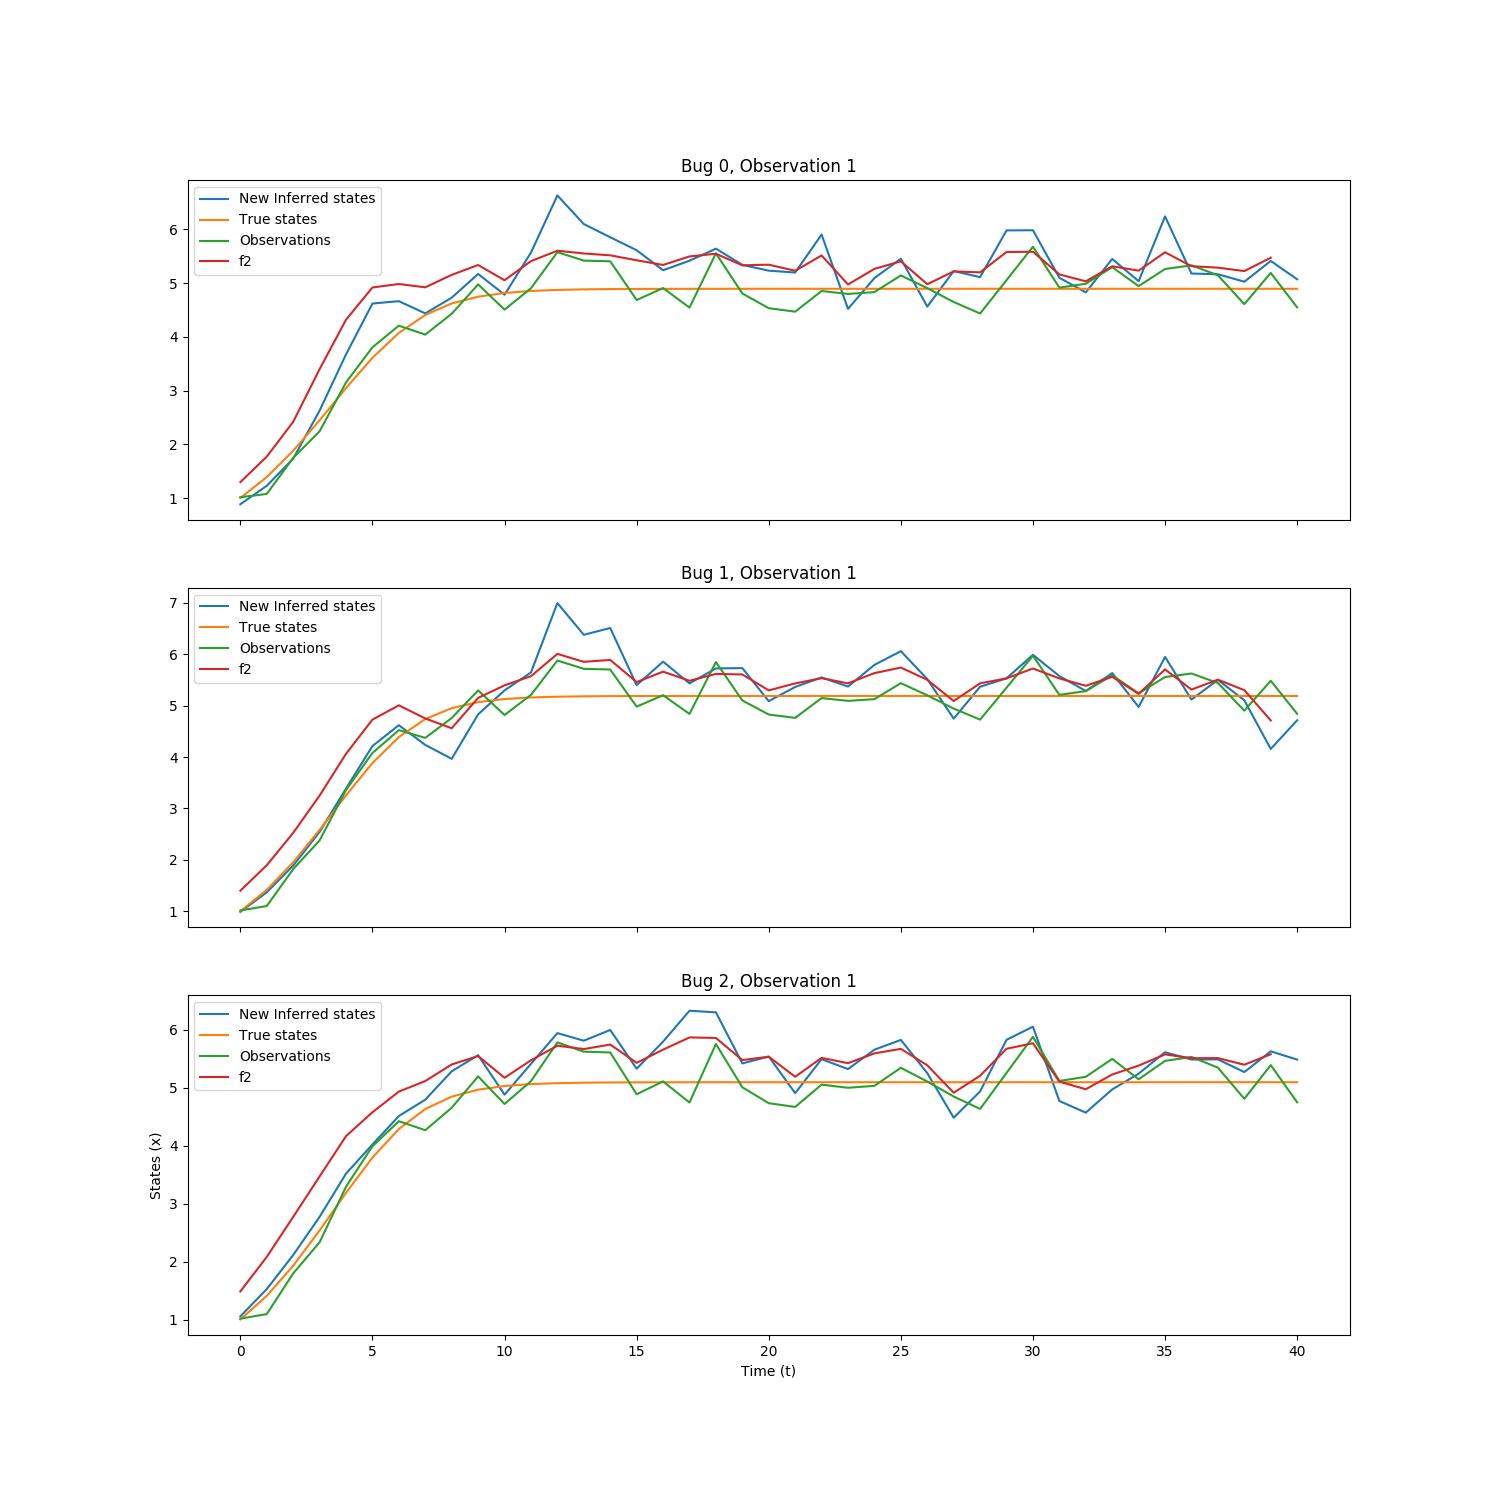 Bug 0, Observation 1
New Inferred states
True states
Observations
f2
6
5
4
3
2
1
Bug 1, Observation 1
New Inferred states
True states
Observations
f2
7
6
5
4
3
2
1
Bug 2, Observation 1
New Inferred states
True states
Observations
f2
6
5
4
3
2
1
States (x)
0 5 10 15 20 25 30 35 40
Time (t)